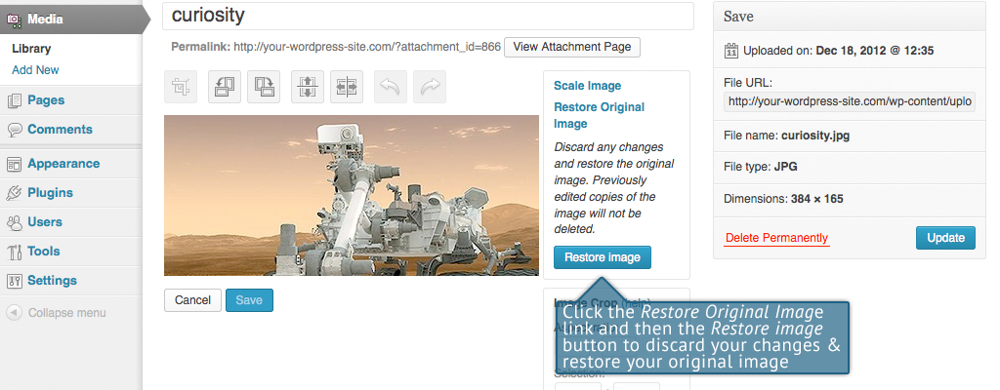 Media
Library
Add New
Pages
Comments
Appearance
Plugins
Users
Tools
Settings
Collapse menu
curiosity
Permalink: http://your-wordpress-site.com/?attachment_id=866 View Attachment Page
Scale Image
Restore Original
Image
Discard any changes
and restore the original
image. Previously
edited copies of the
image will not be
deleted.
Restore image
Cancel Save
Image Crop (help)
Click the Restore Original Image
link and then the Restore image
button to discard your changes &
restore your original image
Selection:
Save
11
Uploaded on: Dec 18, 2012 @ 12:35
File URL:
http://your-wordpress-site.com/wp-content/uplo
File name: curiosity.jpg
File type: JPG
Dimensions: 384 × 165
Delete Permanently Update